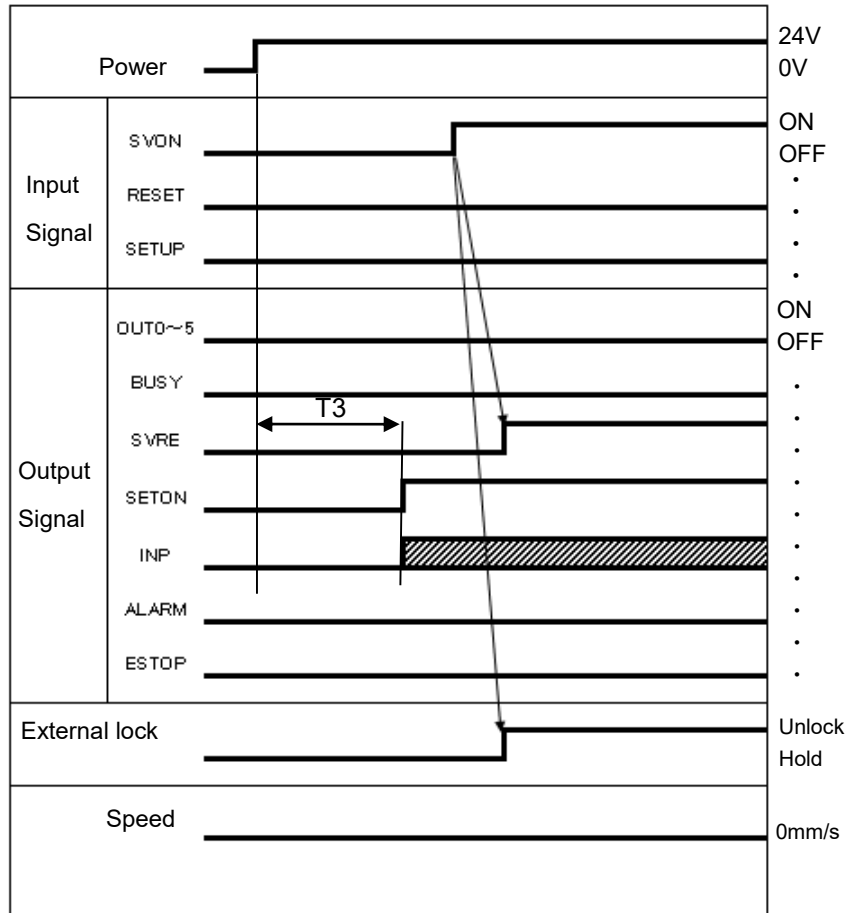 Power
24V
0V
Input
Signal
SVON
ON
OFF
RESET
SETUP
Output
Signal
OUT0~5
ON
OFF
BUSY
T3
SVRE
SETON
INP
ALARM
ESTOP
External lock
Unlock
Hold
Speed
0mm/s